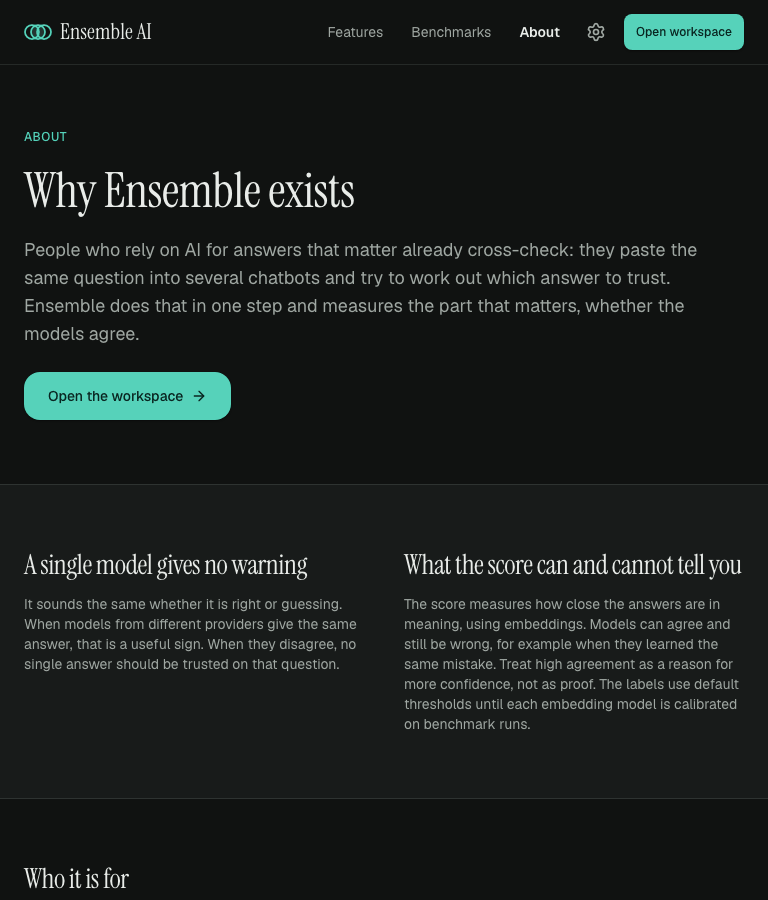 Ensemble AI
Features
Benchmarks
About
Open workspace
ABOUT
Why Ensemble exists
People who rely on AI for answers that matter already cross-check: they paste the
same question into several chatbots and try to work out which answer to trust.
Ensemble does that in one step and measures the part that matters, whether the
models agree.
Open the workspace
A single model gives no warning
It sounds the same whether it is right or guessing.
When models from different providers give the same
answer, that is a useful sign. When they disagree, no
single answer should be trusted on that question.
What the score can and cannot tell you
The score measures how close the answers are in
meaning, using embeddings. Models can agree and
still be wrong, for example when they learned the
same mistake. Treat high agreement as a reason for
more confidence, not as proof. The labels use default
thresholds until each embedding model is calibrated
on benchmark runs.
Who it is for